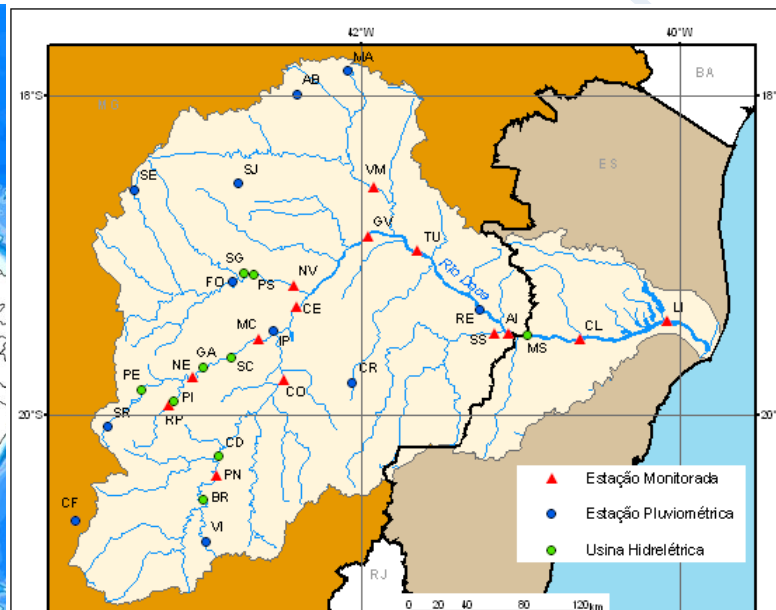 42°W
40°W
MA
BA
AB
18°S
18°
MG
ES
SE
SJ
VM
GV
TU
SG
NV
FO
PS
Rio Doce
CE
RE
LI
MC
IP
SS
AI
MS
CL
GA
SC
NE
CR
PE
CO
PI
SR
RP
20°S
20°
CD
PN
Estação Monitorada
CF
BR
Estação Pluviométrica
VI
Usina Hidrelétrica
RJ
0 20 40 80 120 km